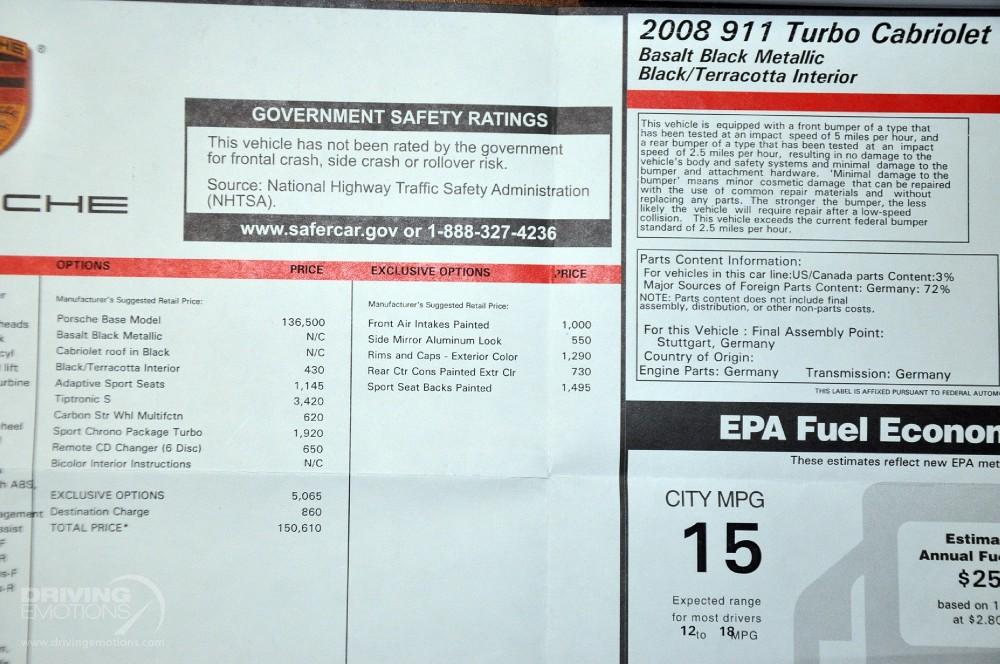 ®
CHE
GOVERNMENT SAFETY RATINGS
This vehicle has not been rated by the government
for frontal crash, side crash or rollover risk.
Source: National Highway Traffic Safety Administration
(NHTSA).
www.safercar.gov or 1-888-327-4236
OPTIONS PRICE
Manufacturer's Suggested Retail Price:
Porsche Base Model 136,500
Basalt Black Metallic N/C
Cabriolet roof in Black N/C
Black/Terracotta Interior 430
Adaptive Sport Seats 1,145
Tiptronic S 3,420
Carbon Str Whl Multifctn 620
Sport Chrono Package Turbo 1,920
Remote CD Changer (6 Disc) 650
Bicolor Interior Instructions N/C
EXCLUSIVE OPTIONS 5,065
Destination Charge 860
TOTAL PRICE* 150,610
EXCLUSIVE OPTIONS PRICE
Manufacturer's Suggested Retail Price:
Front Air Intakes Painted 1,000
Side Mirror Aluminum Look 550
Rims and Caps - Exterior Color 1,290
Rear Ctr Cons Painted Extr Clr 730
Sport Seat Backs Painted 1,495
2008 911 Turbo Cabriolet
Basalt Black Metallic
Black/Terracotta Interior
This vehicle is equipped with a front bumper of a type that
has been tested at an impact speed of 5 miles per hour, and
a rear bumper of a type that has been tested at an impact
speed of 2.5 miles per hour, resulting in no damage to the
vehicle's body and safety systems and minimal damage to the
bumper and attachment hardware. 'Minimal damage to the
bumper' means minor cosmetic damage that can be repaired
with the use of common repair materials and without
replacing any parts. The stronger the bumper, the less
likely the vehicle will require repair after a low-speed
collision. This vehicle exceeds the current federal bumper
standard of 2.5 miles per hour.
Parts Content Information:
For vehicles in this car line:US/Canada parts Content:3%
Major Sources of Foreign Parts Content: Germany: 72%
NOTE: Parts content does not include final
assembly, distribution, or other non-parts costs.
For this Vehicle : Final Assembly Point:
Stuttgart, Germany
Country of Origin:
Engine Parts: Germany Transmission: Germany
THIS LABEL IS AFFIXED PURSUANT TO FEDERAL AUTOM
EPA Fuel Econom
These estimates reflect new EPA met
CITY MPG
15
Expected range
for most drivers
12 to 18 MPG
Estima
Annual Fu
$25
based on 1
at $2.80
heads
cyl
lift
urbine
heel
h ABS,
agement
ssist
F
R
s-F
s-R
DRIVING
EMOTIONS
www.drivingemotions.com